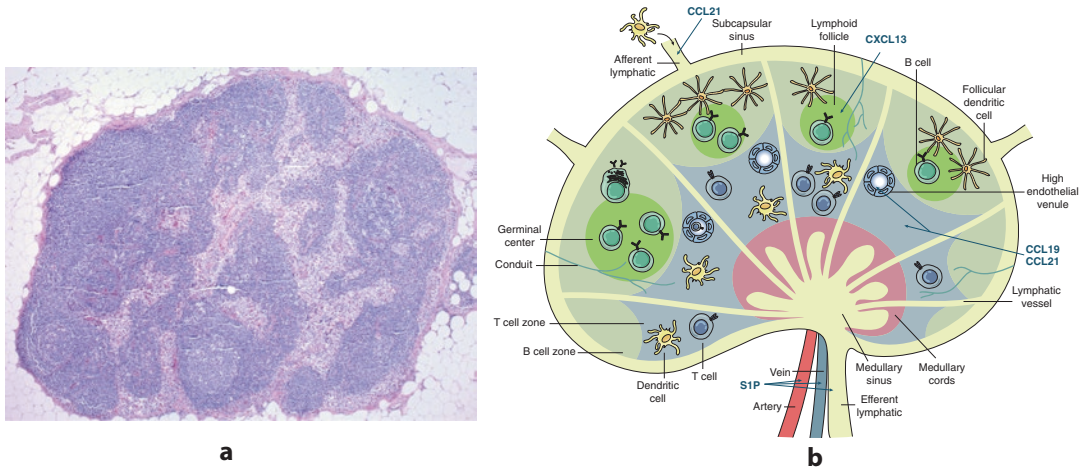 CCL21
Subcapsular
sinus
Lymphoid
follicle
CXCL13
Afferent
lymphatic
B cell
Follicular
dendritic
cell
High
endothelial
venule
Germinal
center
Conduit
CCL19
CCL21
Lymphatic
vessel
T cell zone
B cell zone
Dendritic
cell
T cell
Vein
S1P
Artery
Medullary
sinus
Medullary
cords
Efferent
lymphatic
a
b